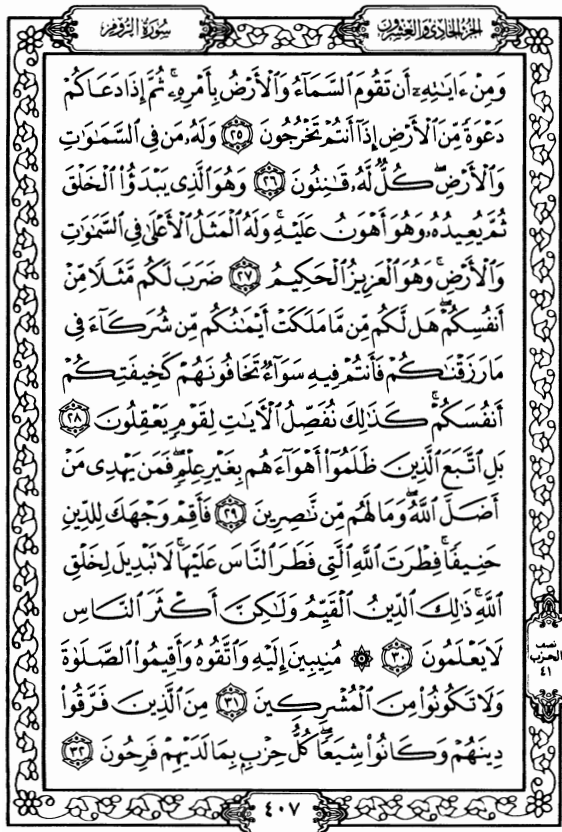 الجزء الحادي والعشرون
سورة الروم
وَمِنْ ءَايَٰتِهِۦٓ أَن تَقُومَ ٱلسَّمَآءُ وَٱلْأَرْضُ بِأَمْرِهِۦ ۚ ثُمَّ إِذَا دَعَاكُمْ
دَعْوَةً مِّنَ ٱلْأَرْضِ إِذَآ أَنتُمْ تَخْرُجُونَ ٢٥ وَلَهُۥ مَن فِى ٱلسَّمَٰوَٰتِ
وَٱلْأَرْضِ ۖ كُلٌّ لَّهُۥ قَٰنِتُونَ ٢٦ وَهُوَ ٱلَّذِى يَبْدَؤُا۟ ٱلْخَلْقَ
ثُمَّ يُعِيدُهُۥ وَهُوَ أَهْوَنُ عَلَيْهِ ۚ وَلَهُ ٱلْمَثَلُ ٱلْأَعْلَىٰ فِى ٱلسَّمَٰوَٰتِ
وَٱلْأَرْضِ ۚ وَهُوَ ٱلْعَزِيزُ ٱلْحَكِيمُ ٢٧ ضَرَبَ لَكُم مَّثَلًا مِّنْ
أَنفُسِكُمْ ۖ هَل لَّكُم مِّن مَّا مَلَكَتْ أَيْمَٰنُكُم مِّن شُرَكَآءَ فِى
مَا رَزَقْنَٰكُمْ فَأَنتُمْ فِيهِ سَوَآءٌ تَخَافُونَهُمْ كَخِيفَتِكُمْ
أَنفُسَكُمْ ۚ كَذَٰلِكَ نُفَصِّلُ ٱلْءَايَٰتِ لِقَوْمٍ يَعْقِلُونَ ٢٨
بَلِ ٱتَّبَعَ ٱلَّذِينَ ظَلَمُوٓا۟ أَهْوَآءَهُم بِغَيْرِ عِلْمٍ ۖ فَمَن يَهْدِى مَنْ
أَضَلَّ ٱللَّهُ ۖ وَمَا لَهُم مِّن نَّٰصِرِينَ ٢٩ فَأَقِمْ وَجْهَكَ لِلدِّينِ
حَنِيفًا ۚ فِطْرَتَ ٱللَّهِ ٱلَّتِى فَطَرَ ٱلنَّاسَ عَلَيْهَا ۚ لَا تَبْدِيلَ لِخَلْقِ
ٱللَّهِ ۚ ذَٰلِكَ ٱلدِّينُ ٱلْقَيِّمُ وَلَٰكِنَّ أَكْثَرَ ٱلنَّاسِ
لَا يَعْلَمُونَ ٣٠ ۞ مُنِيبِينَ إِلَيْهِ وَٱتَّقُوهُ وَأَقِيمُوا۟ ٱلصَّلَوٰةَ
وَلَا تَكُونُوا۟ مِنَ ٱلْمُشْرِكِينَ ٣١ مِنَ ٱلَّذِينَ فَرَّقُوا۟
دِينَهُمْ وَكَانُوا۟ شِيَعًا ۖ كُلُّ حِزْبٍۭ بِمَا لَدَيْهِمْ فَرِحُونَ ٣٢
نصف
الحزب
٤١
٤٠٧